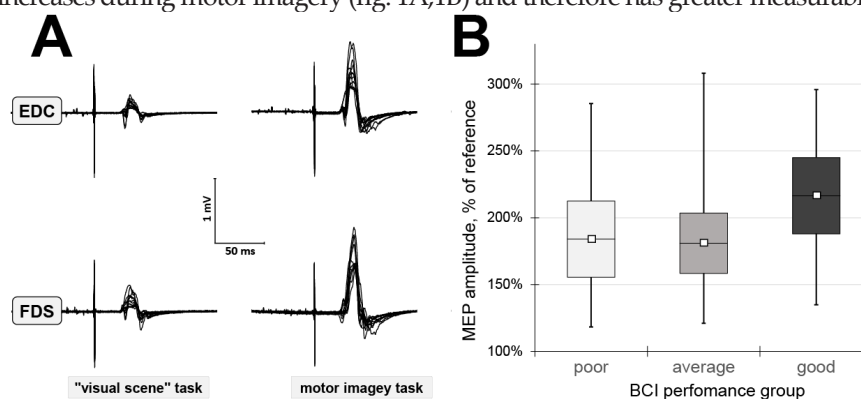 increases during motor imagery (fig. 1A,1B) and therefore has greater measurabl
A
B
EDC
FDS
1 mV
50 ms
"visual scene" task
motor imagey task
MEP amplitude, % of reference
300%
250%
200%
150%
100%
poor
average
good
BCI perfomance group